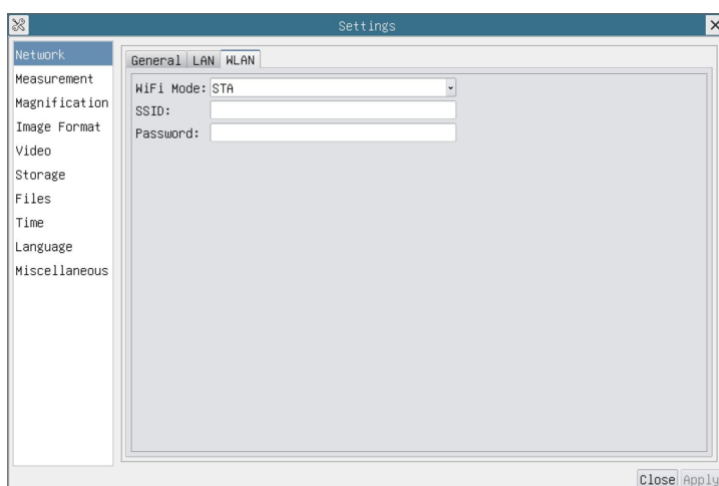 Settings
Network
Measurement
Magnification
Image Format
Video
Storage
Files
Time
Language
Miscellaneous
General LAN WLAN
WiFi Mode: STA
SSID:
Password:
Close Apply